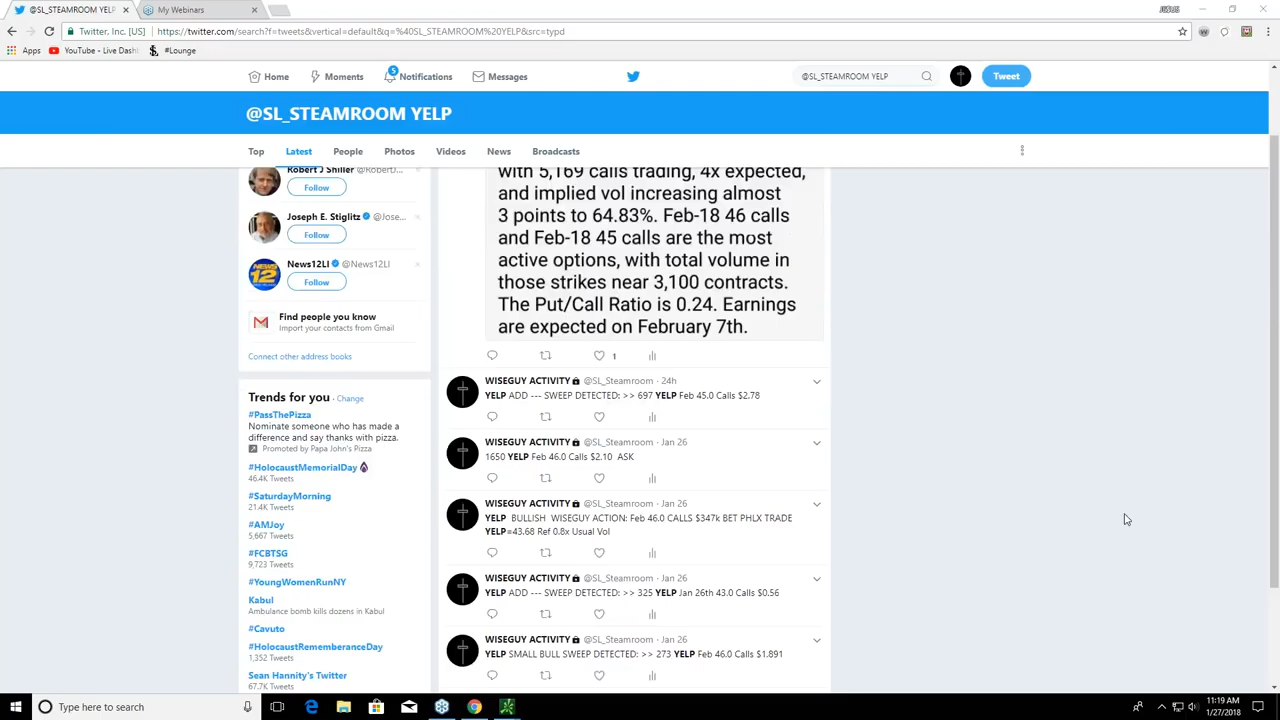 @SL_STEAMROOM YELP
My Webinars
JESUS
Twitter, Inc. [US]
https://twitter.com/search?f=tweets&vertical=default&q=%40SL_STEAMROOM%20YELP&src=typd
Apps
YouTube - Live Dash
#Lounge
Home
Moments
5
Notifications
Messages
@SL_STEAMROOM YELP
Tweet
@SL_STEAMROOM YELP
Top
Latest
People
Photos
Videos
News
Broadcasts
Robert J Shiller @RobertJ...
Follow
Joseph E. Stiglitz @Jose...
Follow
News12LI @News12LI
NEWS
12
Follow
Find people you know
Import your contacts from Gmail
Connect other address books
Trends for you · Change
#PassThePizza
Nominate someone who has made a
difference and say thanks with pizza.
Promoted by Papa John's Pizza
#HolocaustMemorialDay
46.4K Tweets
#SaturdayMorning
21.4K Tweets
#AMJoy
5,667 Tweets
#FCBTSG
9,723 Tweets
#YoungWomenRunNY
Kabul
Ambulance bomb kills dozens in Kabul
#Cavuto
#HolocaustRememberanceDay
1,352 Tweets
Sean Hannity's Twitter
67.7K Tweets
with 5,169 calls trading, 4x expected,
and implied vol increasing almost
3 points to 64.83%. Feb-18 46 calls
and Feb-18 45 calls are the most
active options, with total volume in
those strikes near 3,100 contracts.
The Put/Call Ratio is 0.24. Earnings
are expected on February 7th.
1
WISEGUY ACTIVITY @SL_Steamroom · 24h
YELP ADD --- SWEEP DETECTED: >> 697 YELP Feb 45.0 Calls $2.78
WISEGUY ACTIVITY @SL_Steamroom · Jan 26
1650 YELP Feb 46.0 Calls $2.10 ASK
WISEGUY ACTIVITY @SL_Steamroom · Jan 26
YELP BULLISH WISEGUY ACTION: Feb 46.0 CALLS $347k BET PHLX TRADE
YELP=43.68 Ref 0.8x Usual Vol
WISEGUY ACTIVITY @SL_Steamroom · Jan 26
YELP ADD --- SWEEP DETECTED: >> 325 YELP Jan 26th 43.0 Calls $0.56
WISEGUY ACTIVITY @SL_Steamroom · Jan 26
YELP SMALL BULL SWEEP DETECTED: >> 273 YELP Feb 46.0 Calls $1.891
Type here to search
11:19 AM
1/27/2018